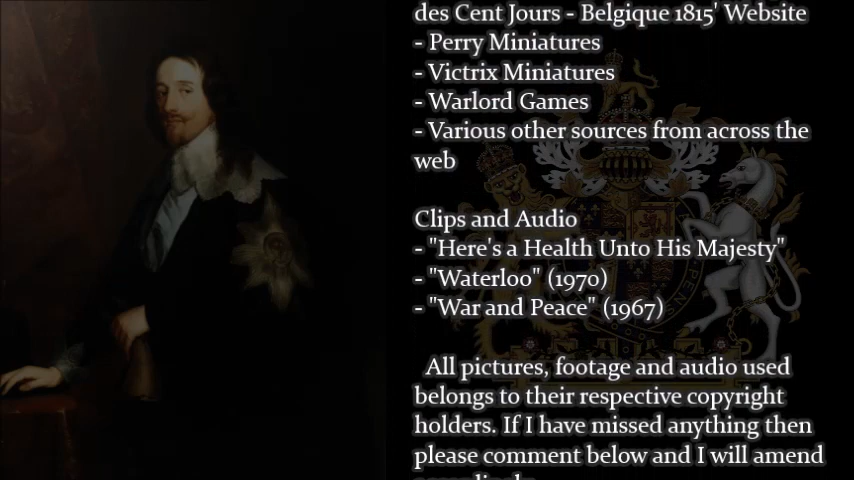 des Cent Jours - Belgique 1815' Website
- Perry Miniatures
- Victrix Miniatures
- Warlord Games
- Various other sources from across the
web
Clips and Audio
- "Here's a Health Unto His Majesty"
- "Waterloo" (1970)
- "War and Peace" (1967)
All pictures, footage and audio used
belongs to their respective copyright
holders. If I have missed anything then
please comment below and I will amend